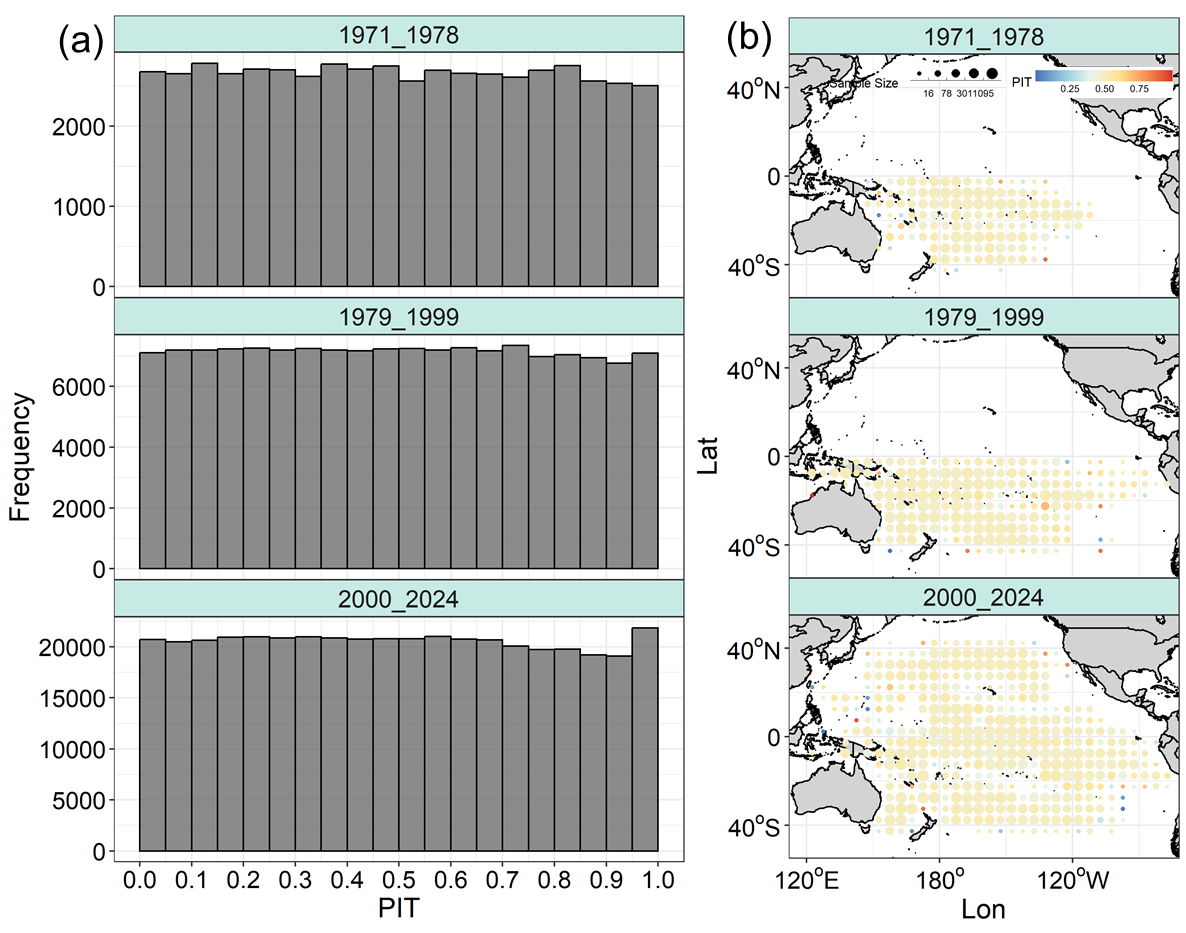 (a)
1971_1978
2000
1000
0
1979_1999
6000
4000
2000
0
2000_2024
20000
15000
10000
5000
0
Frequency
0.0 0.1 0.2 0.3 0.4 0.5 0.6 0.7 0.8 0.9 1.0
PIT
(b)
1971_1978
Sample Size
16 78 3011095
PIT
0.25 0.50 0.75
40°N
0
40°S
1979_1999
40°N
0
40°S
2000_2024
40°N
0
40°S
Lat
120°E 180° 120°W
Lon